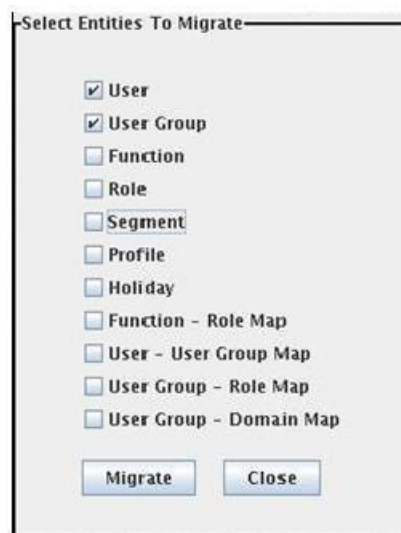 Select Entities To Migrate
User
User Group
Function
Role
Segment
Profile
Holiday
Function - Role Map
User - User Group Map
User Group - Role Map
User Group - Domain Map
Migrate Close